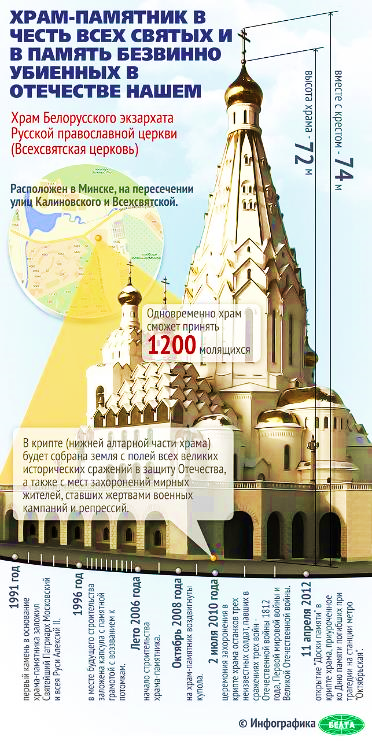 ХРАМ-ПАМЯТНИК В
ЧЕСТЬ ВСЕХ СВЯТЫХ И
В ПАМЯТЬ БЕЗВИННО
УБИЕННЫХ В
ОТЕЧЕСТВЕ НАШЕМ
Храм Белорусского экзархата
Русской православной церкви
(Всехсвятская церковь)
Расположен в Минске, на пересечении
улиц Калиновского и Всехсвятской.
высота храма - 72 м
вместе с крестом - 74 м
Одновременно храм
сможет принять
1200 молящихся
В крипте (нижней алтарной части храма)
будет собрана земля с полей всех великих
исторических сражений в защиту Отечества,
а также с мест захоронений мирных
жителей, ставших жертвами военных
кампаний и репрессий.
1991 год
первый камень в основание
храма-памятника заложил
Святейший Патриарх Московский
и всея Руси Алексий II.
1996 год
в месте будущего строительства
заложена капсула с памятной
грамотой с воззванием к
потомкам.
Лето 2006 года
начало строительства
храма-памятника.
Октябрь 2008 года
на храм-памятник воздвигнуты
купола.
2 июля 2010 года
церемония захоронения в
крипте храма останков трех
неизвестных солдат, павших в
сражениях трех войн -
Отечественной войны 1812
года, Первой мировой войны и
Великой Отечественной войны.
11 апреля 2012
открытие "Доски памяти" в
крипте храма, приуроченное
ко Дню памяти погибших при
трагедии на станции метро
"Октябрьская".
© Инфографика
БЕЛТА